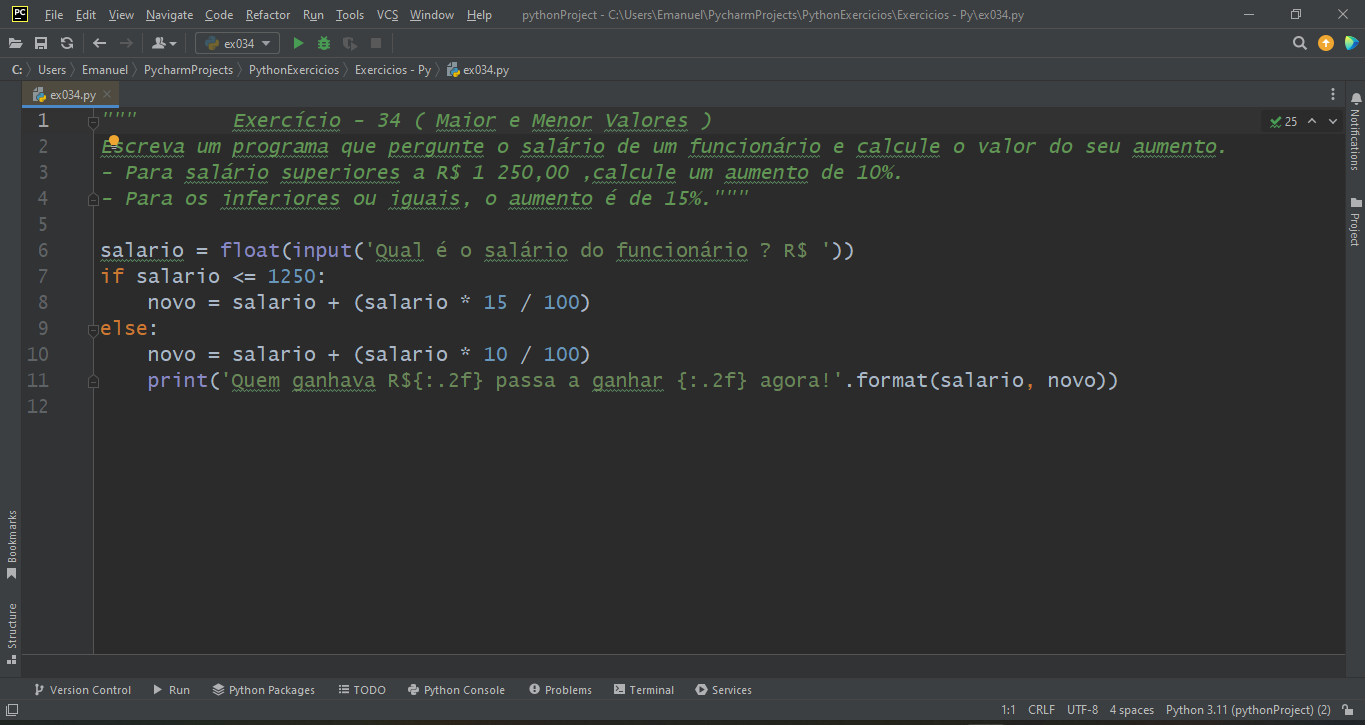 PC File Edit View Navigate Code Refactor Run Tools VCS Window Help pythonProject - C:\Users\Emanuel\PycharmProjects\PythonExercicios\Exercicios - Py\ex034.py
ex034
C: Users Emanuel PycharmProjects PythonExercicios Exercicios - Py ex034.py
ex034.py
25
1 """        Exercício - 34 ( Maior e Menor Valores )
2 Escreva um programa que pergunte o salário de um funcionário e calcule o valor do seu aumento.
3 - Para salário superiores a R$ 1 250,00 ,calcule um aumento de 10%.
4 - Para os inferiores ou iguais, o aumento é de 15%."""
5
6 salario = float(input('Qual é o salário do funcionário ? R$ '))
7 if salario <= 1250:
8     novo = salario + (salario * 15 / 100)
9 else:
10     novo = salario + (salario * 10 / 100)
11     print('Quem ganhava R${:.2f} passa a ganhar {:.2f} agora!'.format(salario, novo))
12
Notifications
Project
Bookmarks
Structure
Version Control Run Python Packages TODO Python Console Problems Terminal Services
1:1 CRLF UTF-8 4 spaces Python 3.11 (pythonProject) (2)